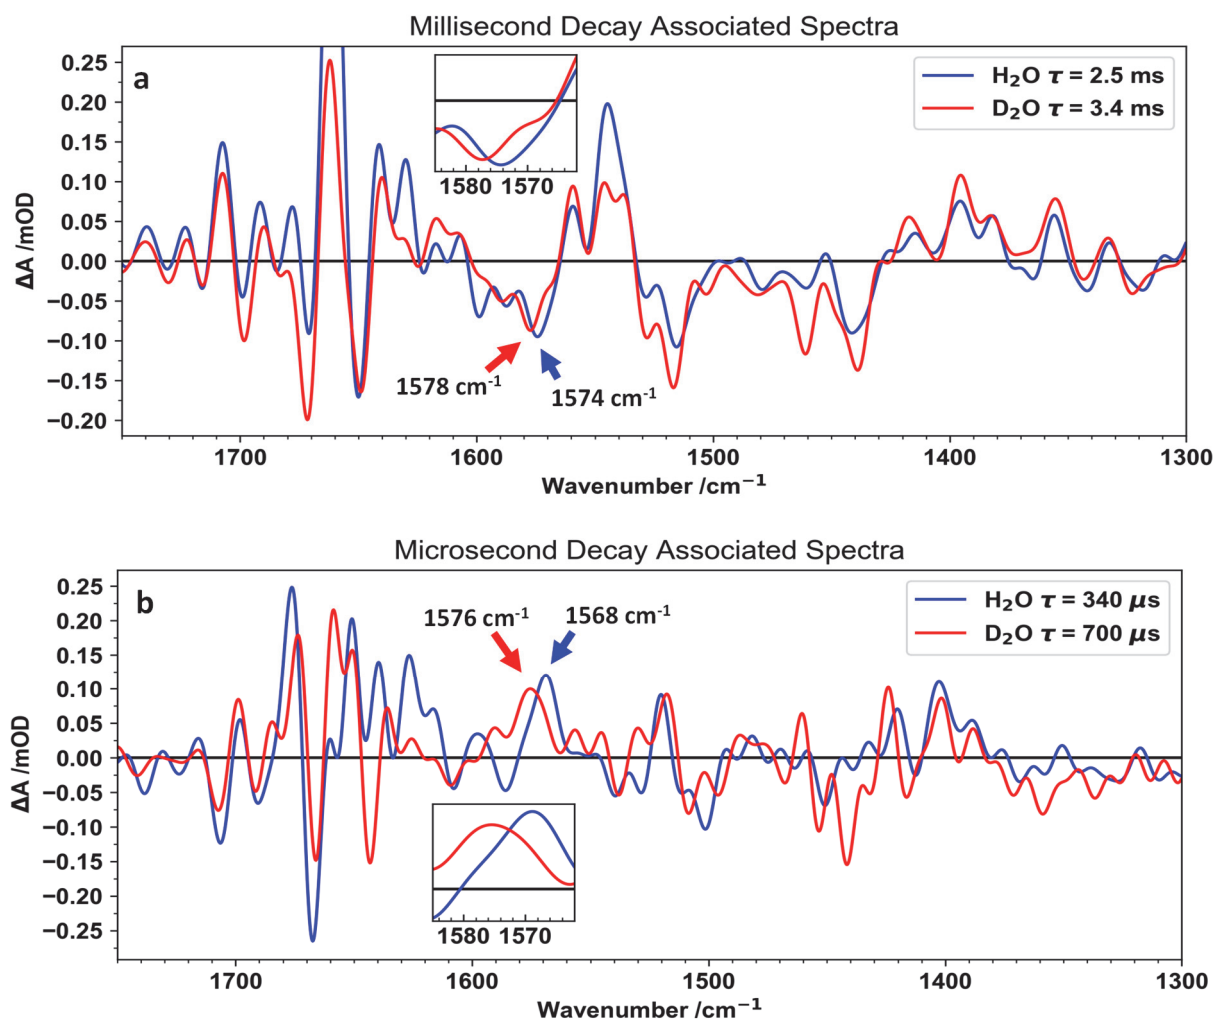 Millisecond Decay Associated Spectra
a
H₂O τ = 2.5 ms
D₂O τ = 3.4 ms
0.25
0.20
0.15
0.10
0.05
0.00
−0.05
−0.10
−0.15
−0.20
ΔA /mOD
1580 1570
1578 cm⁻¹
1574 cm⁻¹
1700 1600 1500 1400 1300
Wavenumber /cm⁻¹
Microsecond Decay Associated Spectra
b
H₂O τ = 340 μs
D₂O τ = 700 μs
1576 cm⁻¹
1568 cm⁻¹
0.25
0.20
0.15
0.10
0.05
0.00
−0.05
−0.10
−0.15
−0.20
−0.25
ΔA /mOD
1580 1570
1700 1600 1500 1400 1300
Wavenumber /cm⁻¹